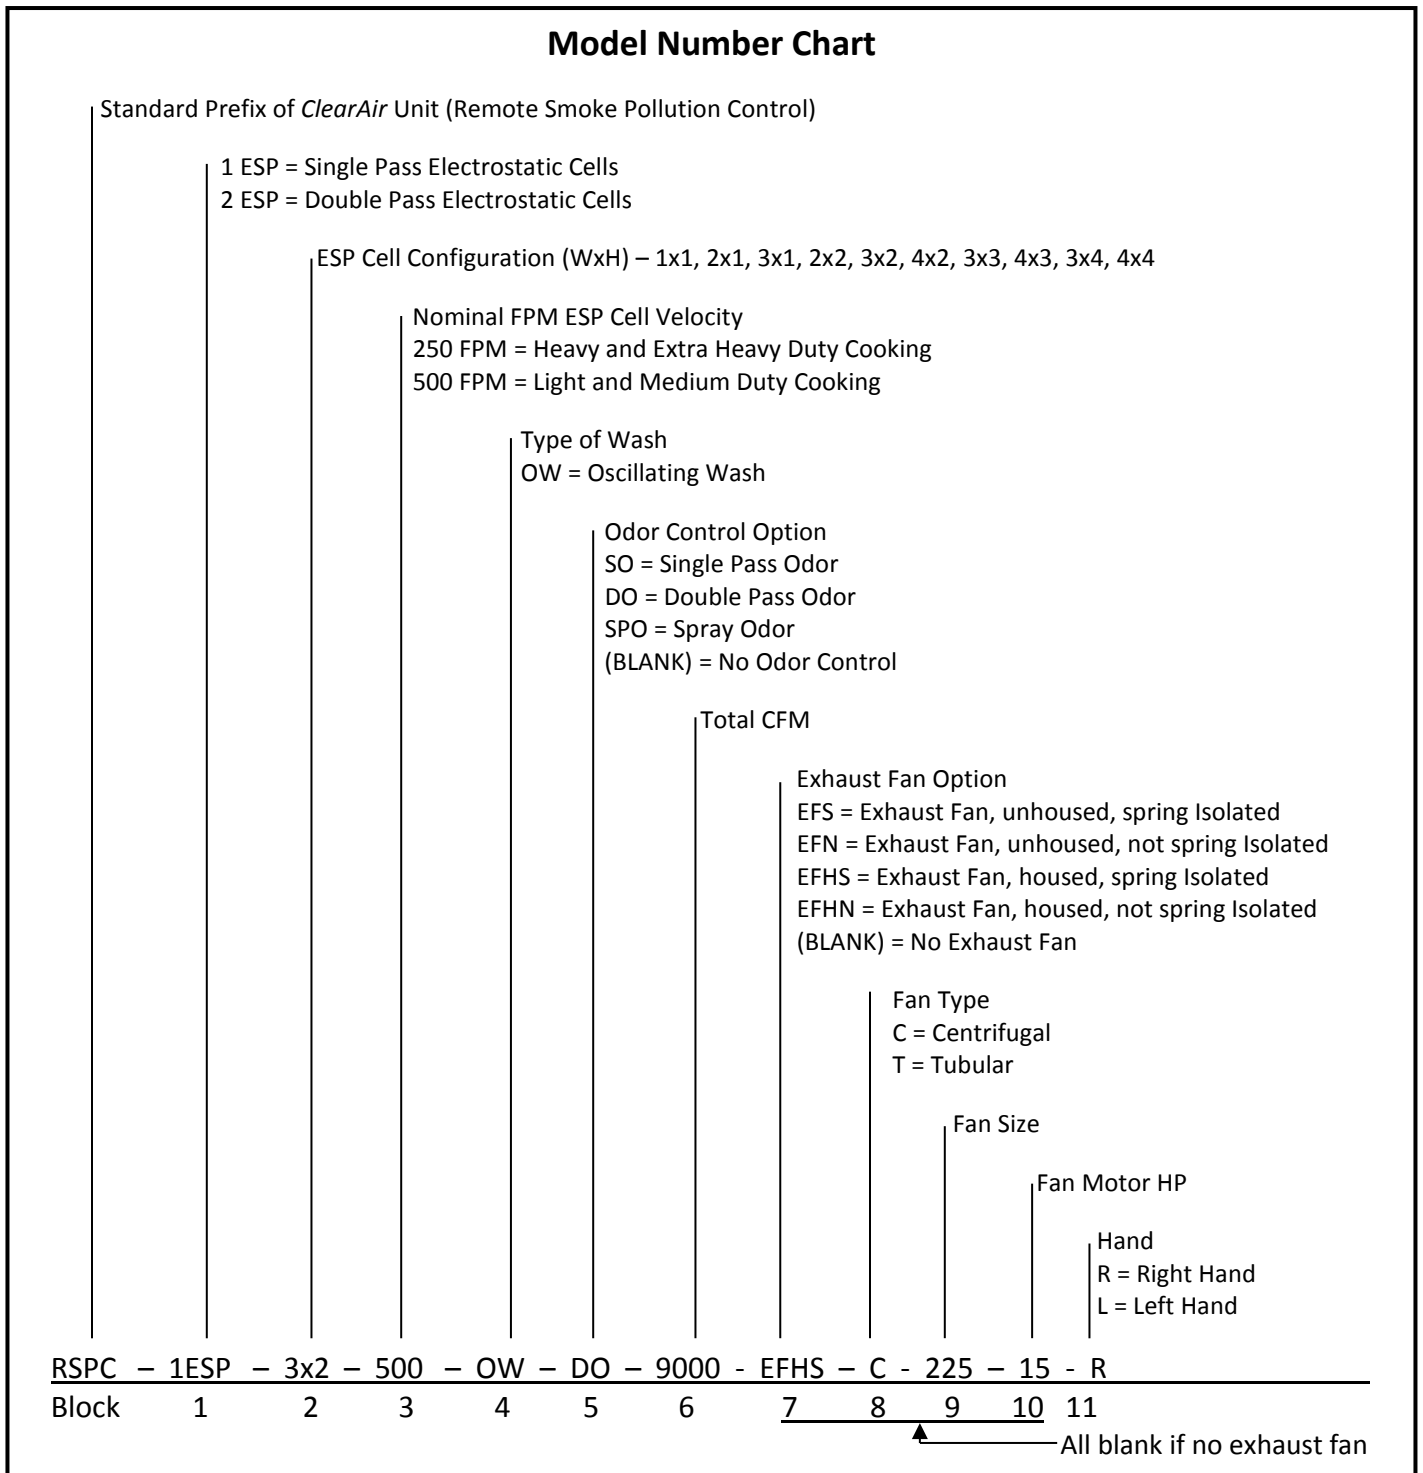 Model Number Chart
Standard Prefix of ClearAir Unit (Remote Smoke Pollution Control)
1 ESP = Single Pass Electrostatic Cells
2 ESP = Double Pass Electrostatic Cells
ESP Cell Configuration (WxH) – 1x1, 2x1, 3x1, 2x2, 3x2, 4x2, 3x3, 4x3, 3x4, 4x4
Nominal FPM ESP Cell Velocity
250 FPM = Heavy and Extra Heavy Duty Cooking
500 FPM = Light and Medium Duty Cooking
Type of Wash
OW = Oscillating Wash
Odor Control Option
SO = Single Pass Odor
DO = Double Pass Odor
SPO = Spray Odor
(BLANK) = No Odor Control
Total CFM
Exhaust Fan Option
EFS = Exhaust Fan, unhoused, spring Isolated
EFN = Exhaust Fan, unhoused, not spring Isolated
EFHS = Exhaust Fan, housed, spring Isolated
EFHN = Exhaust Fan, housed, not spring Isolated
(BLANK) = No Exhaust Fan
Fan Type
C = Centrifugal
T = Tubular
Fan Size
Fan Motor HP
Hand
R = Right Hand
L = Left Hand
RSPC – 1ESP – 3x2 – 500 – OW – DO – 9000 - EFHS – C - 225 – 15 - R
Block 1 2 3 4 5 6 7 8 9 10 11
All blank if no exhaust fan